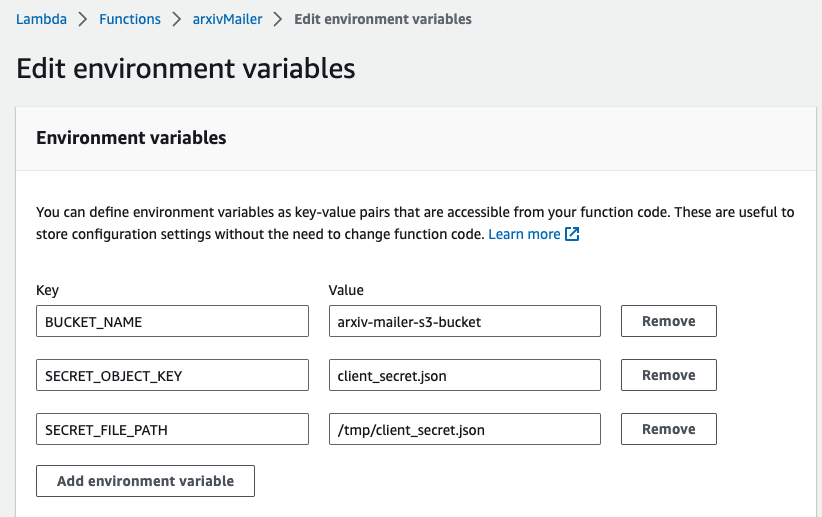 Lambda > Functions > arxivMailer > Edit environment variables
Edit environment variables
Environment variables
You can define environment variables as key-value pairs that are accessible from your function code. These are useful to
store configuration settings without the need to change function code. Learn more
Key Value
BUCKET_NAME arxiv-mailer-s3-bucket Remove
SECRET_OBJECT_KEY client_secret.json Remove
SECRET_FILE_PATH /tmp/client_secret.json Remove
Add environment variable